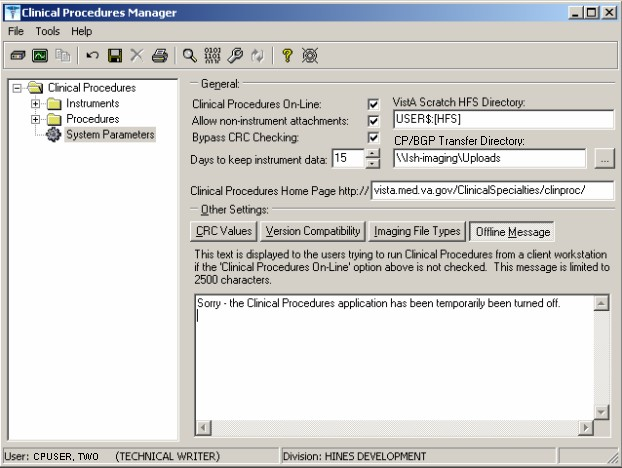 Clinical Procedures Manager
File Tools Help
Clinical Procedures
Instruments
Procedures
System Parameters
General:
Clinical Procedures On-Line:
Allow non-instrument attachments:
Bypass CRC Checking:
Days to keep instrument data: 15
VistA Scratch HFS Directory:
USER$:[HFS]
CP/BGP Transfer Directory:
\\Ish-imaging\Uploads
...
Clinical Procedures Home Page http:// vista.med.va.gov/ClinicalSpecialties/clinproc/
Other Settings:
CRC Values Version Compatibility Imaging File Types Offline Message
This text is displayed to the users trying to run Clinical Procedures from a client workstation
if the 'Clinical Procedures On-Line' option above is not checked. This message is limited to
2500 characters.
Sorry - the Clinical Procedures application has been temporarily been turned off.
User: CPUSER, TWO (TECHNICAL WRITER) Division: HINES DEVELOPMENT